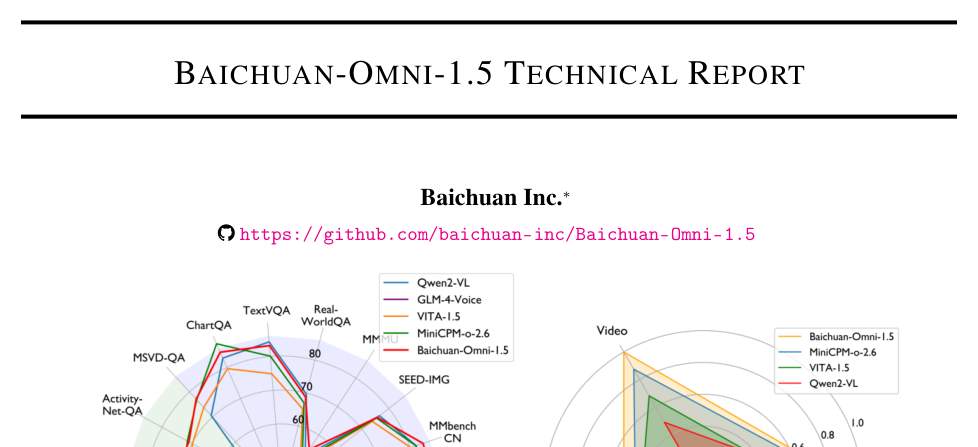 BAICHUAN-OMNI-1.5 TECHNICAL REPORT
Baichuan Inc.*
https://github.com/baichuan-inc/Baichuan-Omni-1.5
Qwen2-VL
GLM-4-Voice
VITA-1.5
MiniCPM-o-2.6
Baichuan-Omni-1.5
TextVQA
Real-
WorldQA
ChartQA
MMMU
MSVD-QA
SEED-IMG
Activity-
Net-QA
MMbench
CN
80
70
60
Video
Baichuan-Omni-1.5
MiniCPM-o-2.6
VITA-1.5
Qwen2-VL
1.0
0.8
0.6